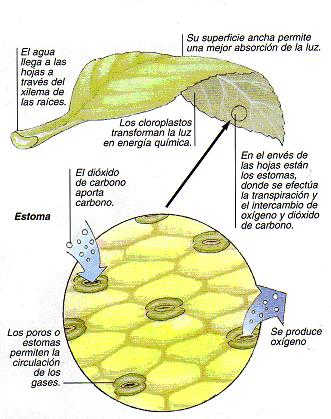 Su superficie ancha permite
una mejor absorción de la luz.
El agua
llega a las
hojas a
través del
xilema de
las raíces.
Los cloroplastos
transforman la luz
en energía química.
En el envés de
las hojas están
los estomas,
donde se efectúa
la transpiración y
el intercambio de
oxígeno y dióxido
de carbono.
El dióxido
de carbono
aporta
carbono.
Estoma
Se produce
oxígeno
Los poros o
estomas
permiten la
circulación
de los
gases.